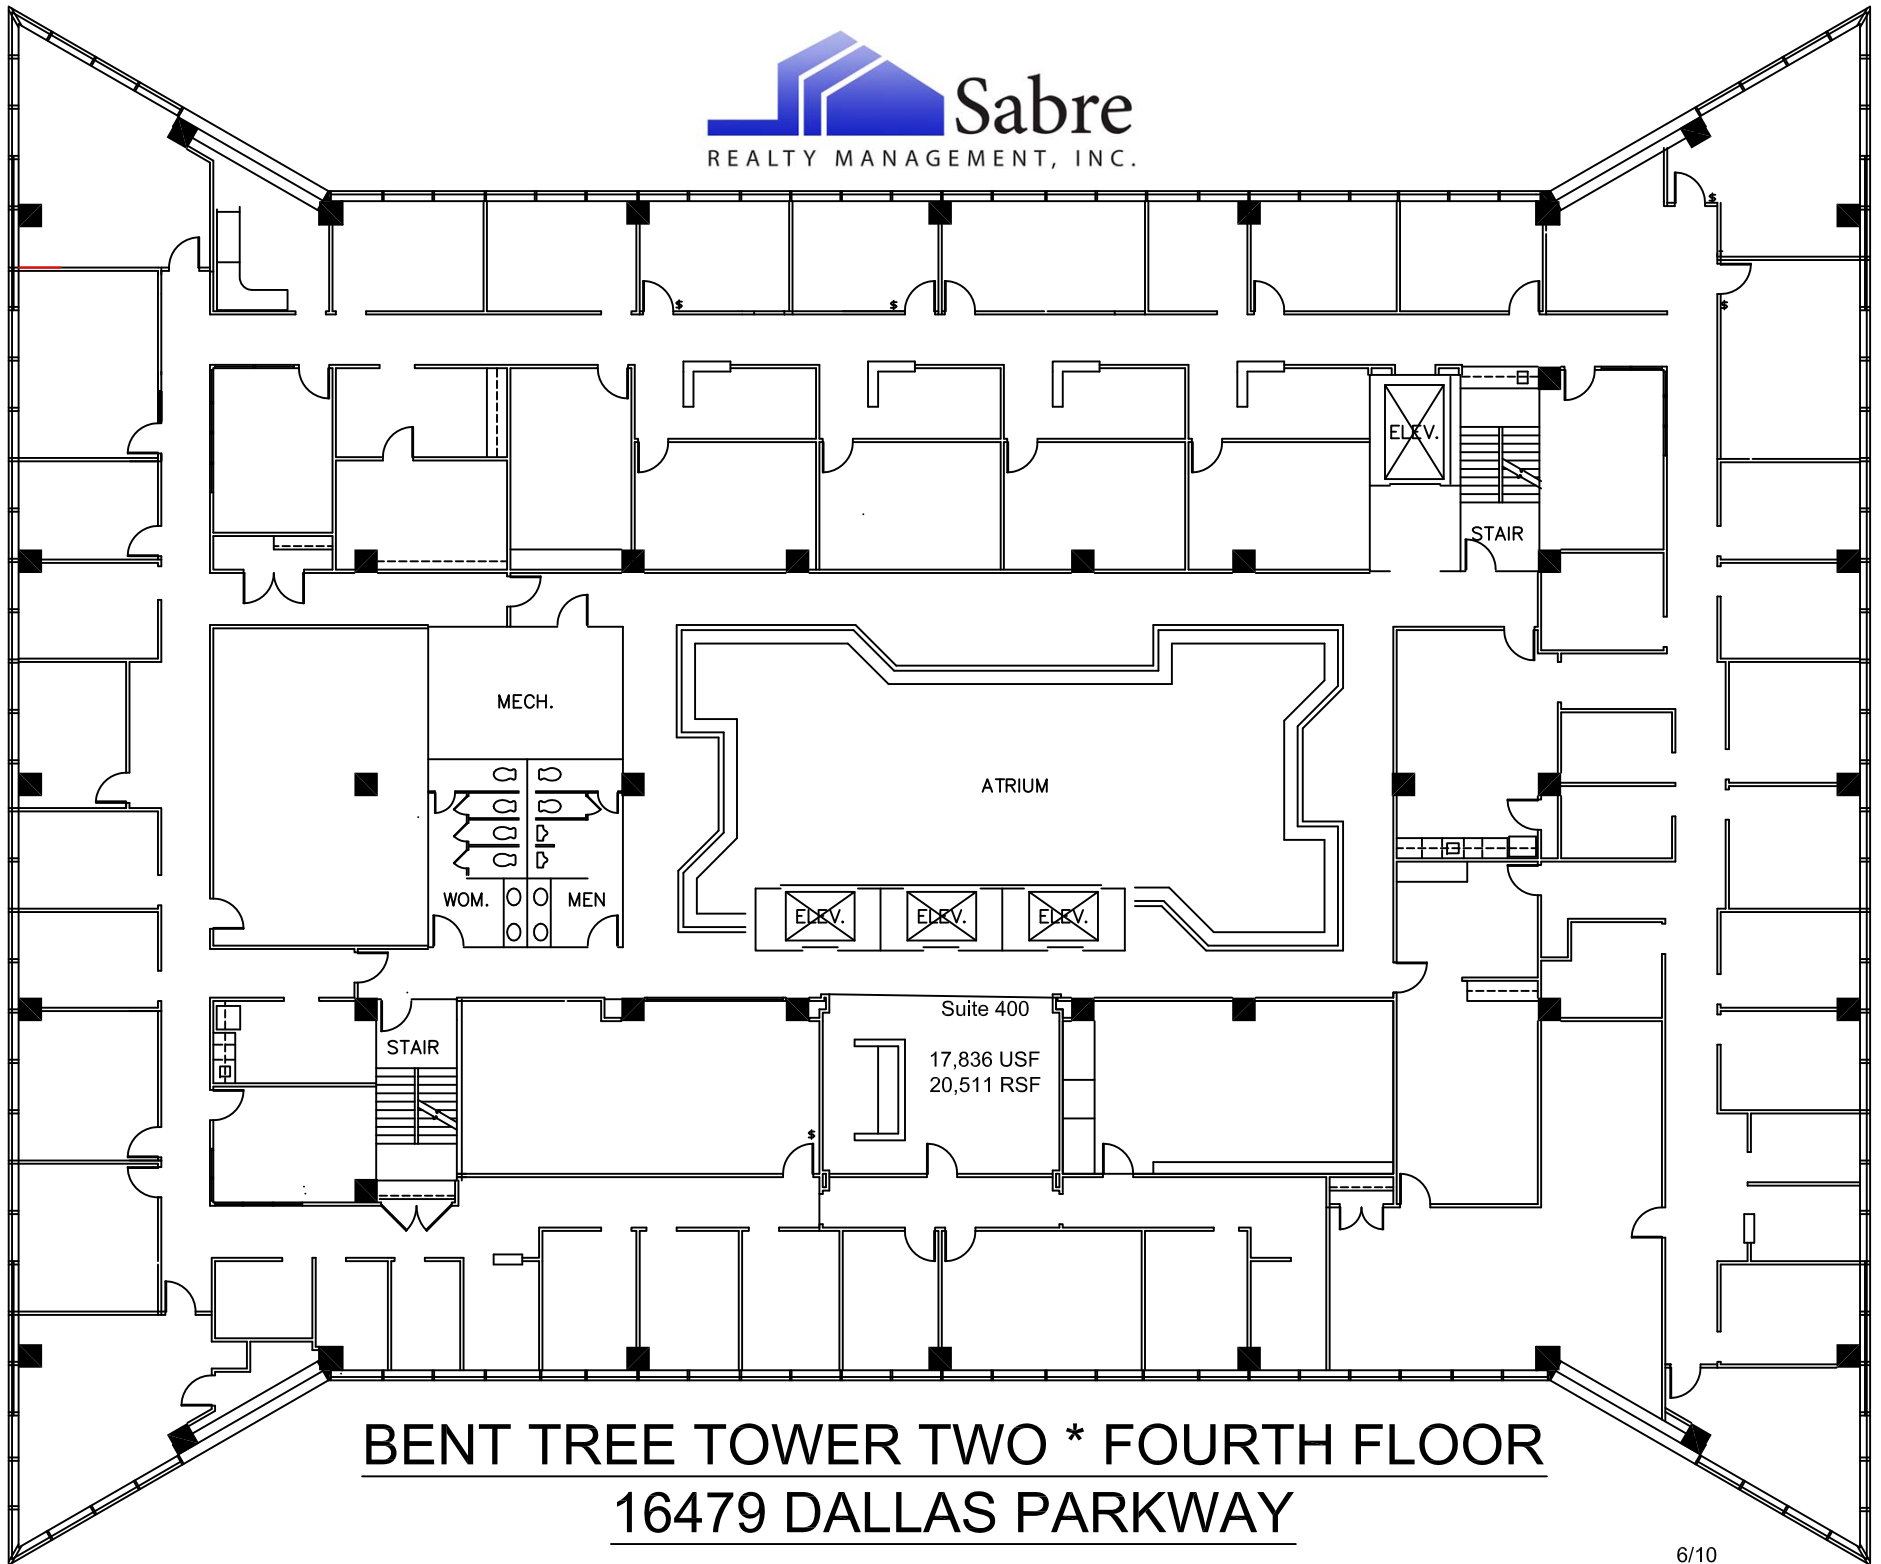 Sabre
REALTY MANAGEMENT, INC.
$
$
$
$
ELEV.
STAIR
MECH.
ATRIUM
WOM.
MEN
ELEV.
ELEV.
ELEV.
Suite 400
STAIR
17,836 USF
20,511 RSF
$
BENT TREE TOWER TWO * FOURTH FLOOR
16479 DALLAS PARKWAY
6/10